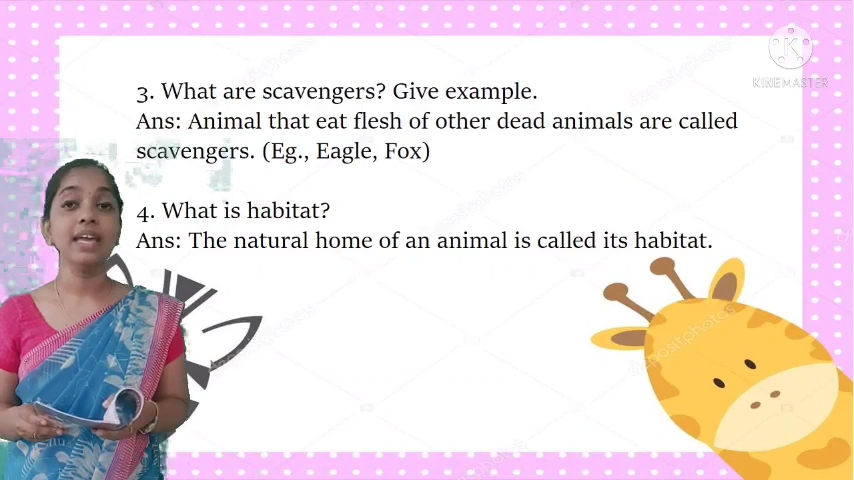 KINEMASTER
3. What are scavengers? Give example.
Ans: Animal that eat flesh of other dead animals are called
scavengers. (Eg., Eagle, Fox)
4. What is habitat?
Ans: The natural home of an animal is called its habitat.
depositphotos